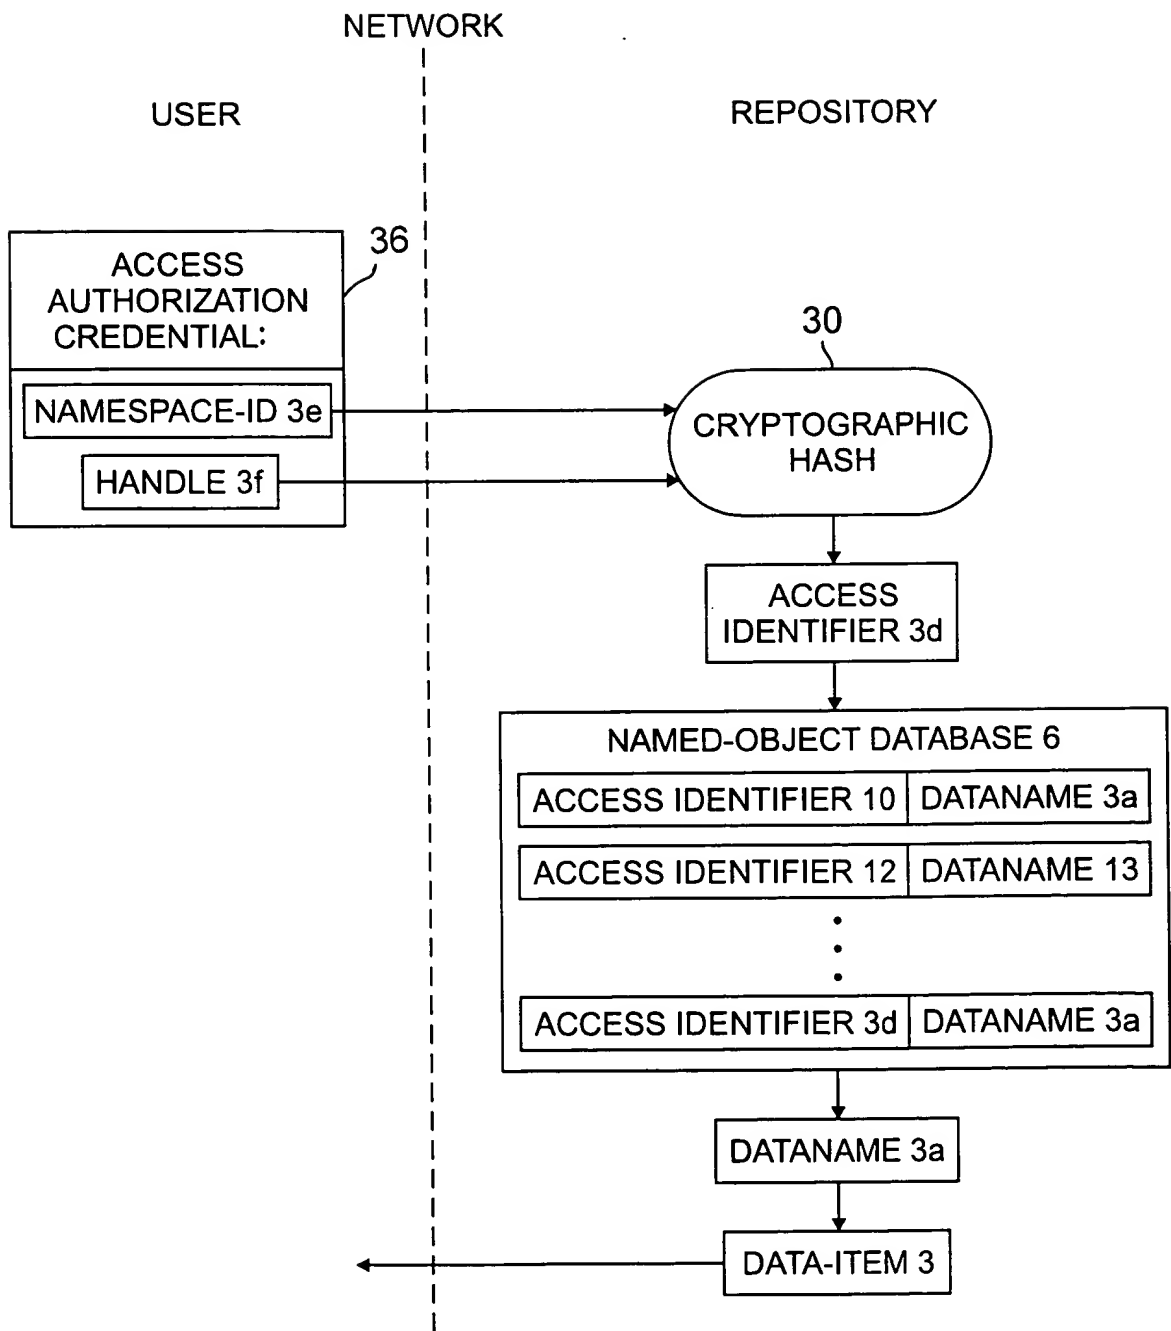 NETWORK
USER
REPOSITORY
36
ACCESS
AUTHORIZATION
CREDENTIAL:
NAMESPACE-ID 3e
HANDLE 3f
30
CRYPTOGRAPHIC
HASH
ACCESS
IDENTIFIER 3d
NAMED-OBJECT DATABASE 6
ACCESS IDENTIFIER 10 DATANAME 3a
ACCESS IDENTIFIER 12 DATANAME 13
ACCESS IDENTIFIER 3d DATANAME 3a
DATANAME 3a
DATA-ITEM 3